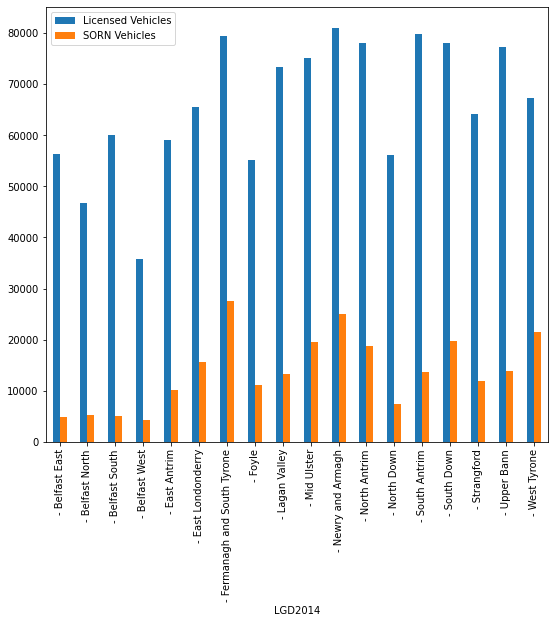 Licensed Vehicles
SORN Vehicles
80000
70000
60000
50000
40000
30000
20000
10000
0
- Belfast East
- Belfast North
- Belfast South
- Belfast West
- East Antrim
- East Londonderry
- Fermanagh and South Tyrone
- Foyle
- Lagan Valley
- Mid Ulster
- Newry and Armagh
- North Antrim
- North Down
- South Antrim
- South Down
- Strangford
- Upper Bann
- West Tyrone
LGD2014